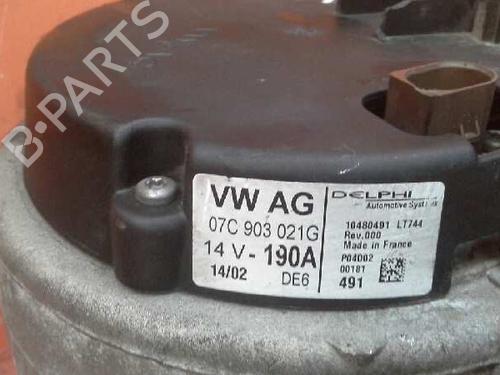 B-PARTS
VW AG
07C 903 021G
14 V - 190A
14/02 DE6
DELPHI
Automotive Systems
10480491 LT744
Rev.000
Made in France
P04D02
00181
491